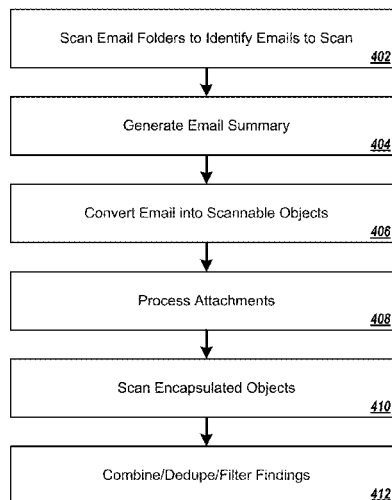 Scan Email Folders to Identify Emails to Scan
402
Generate Email Summary
404
Convert Email into Scannable Objects
406
Process Attachments
408
Scan Encapsulated Objects
410
Combine/Dedupe/Filter Findings
412